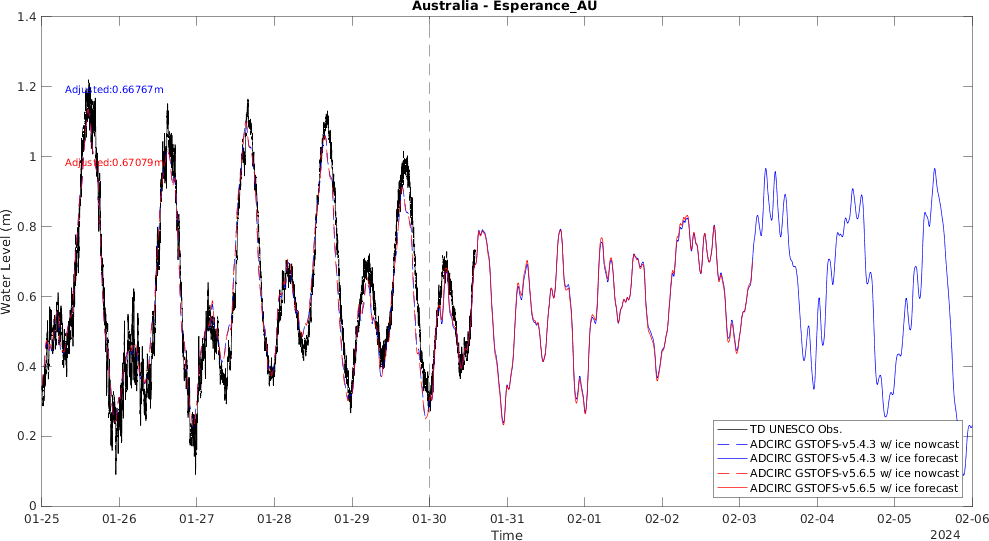 Australia - Esperance_AU
Water Level (m)
1.4
1.2
1
0.8
0.6
0.4
0.2
0
Adjusted:0.66767m
Adjusted:0.67079m
TD UNESCO Obs.
ADCIRC GSTOFS-v5.4.3 w/ ice nowcast
ADCIRC GSTOFS-v5.4.3 w/ ice forecast
ADCIRC GSTOFS-v5.6.5 w/ ice nowcast
ADCIRC GSTOFS-v5.6.5 w/ ice forecast
01-25 01-26 01-27 01-28 01-29 01-30 01-31 02-01 02-02 02-03 02-04 02-05 02-06
Time
2024